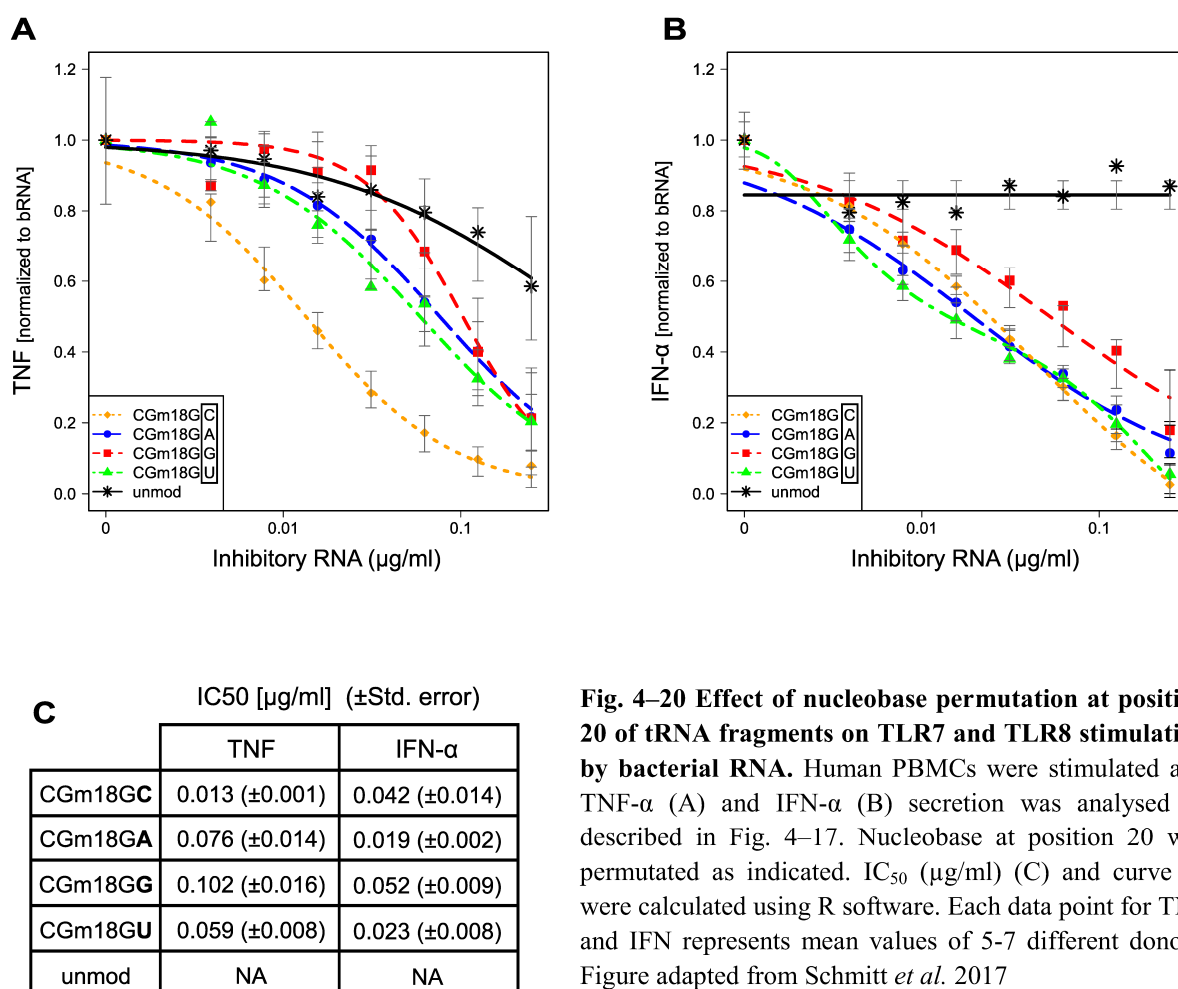 A
B
1.2
1.0
0.8
0.6
0.4
0.2
0.0
TNF [normalized to bRNA]
CGm18GC
CGm18GA
CGm18GG
CGm18GU
unmod
0
0.01
0.1
Inhibitory RNA (µg/ml)
1.2
1.0
0.8
0.6
0.4
0.2
0.0
IFN-α [normalized to bRNA]
CGm18GC
CGm18GA
CGm18GG
CGm18GU
unmod
0
0.01
0.1
Inhibitory RNA (µg/ml)
C
IC50 [µg/ml] (±Std. error)
TNF IFN-α
CGm18GC 0.013 (±0.001) 0.042 (±0.014)
CGm18GA 0.076 (±0.014) 0.019 (±0.002)
CGm18GG 0.102 (±0.016) 0.052 (±0.009)
CGm18GU 0.059 (±0.008) 0.023 (±0.008)
unmod NA NA
Fig. 4–20 Effect of nucleobase permutation at positi
20 of tRNA fragments on TLR7 and TLR8 stimulati
by bacterial RNA. Human PBMCs were stimulated a
TNF-α (A) and IFN-α (B) secretion was analysed
described in Fig. 4–17. Nucleobase at position 20 w
permutated as indicated. IC50 (µg/ml) (C) and curve
were calculated using R software. Each data point for T
and IFN represents mean values of 5-7 different dono
Figure adapted from Schmitt et al. 2017